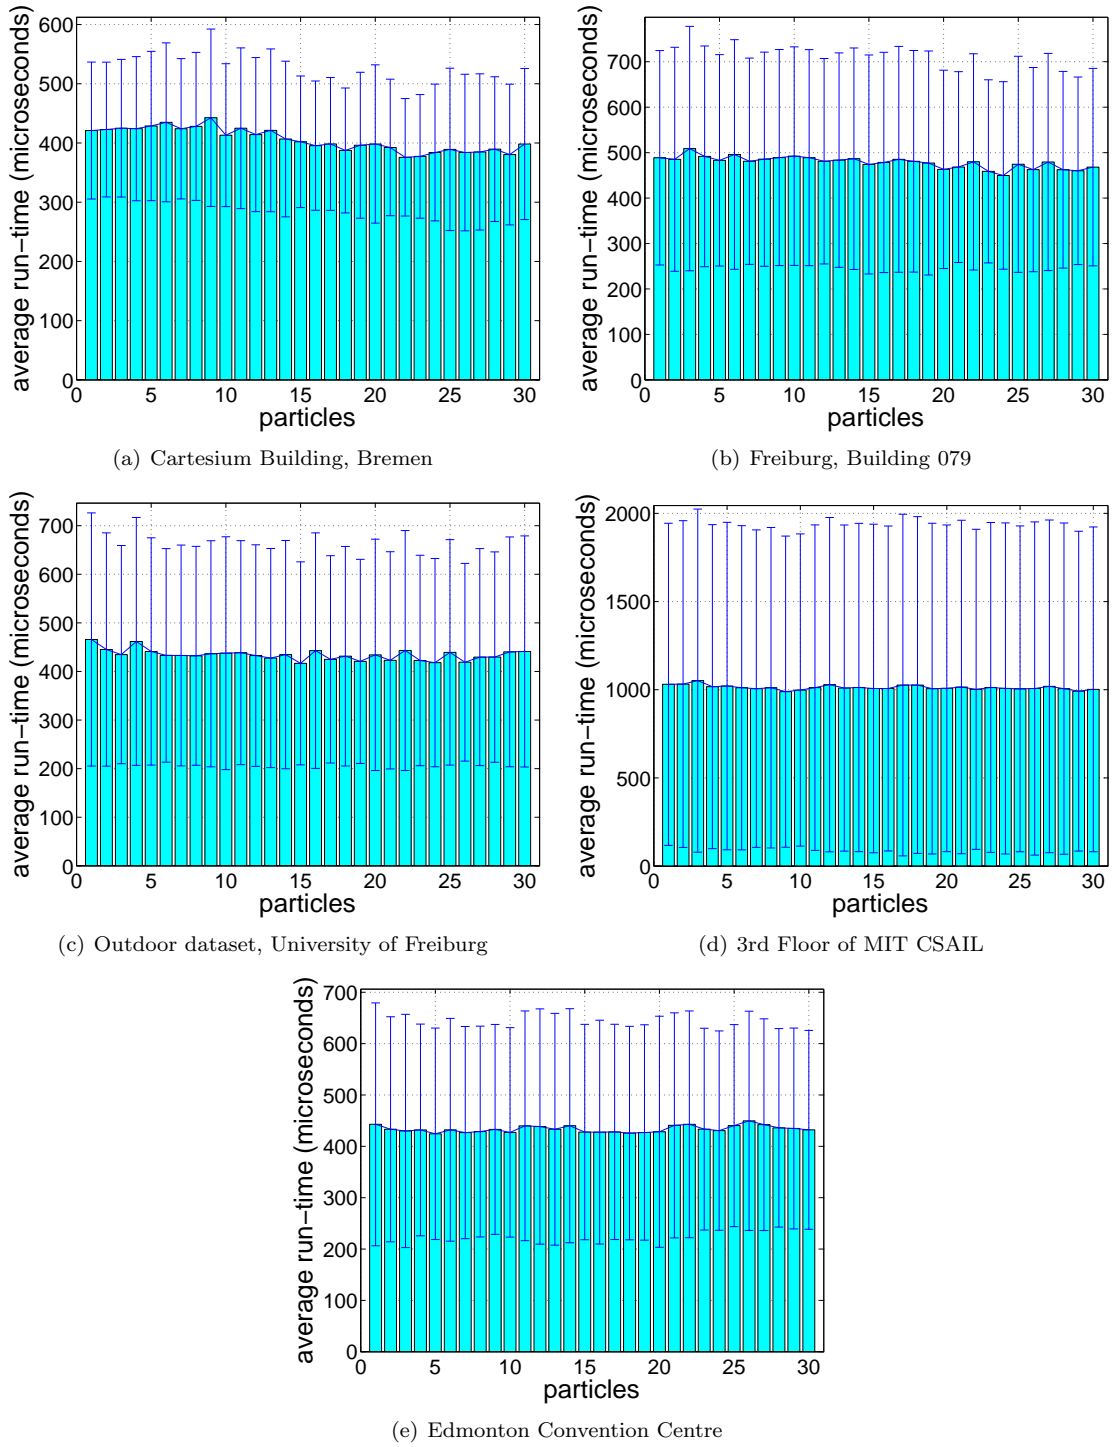 600
500
400
300
200
100
0
average run-time (microseconds)
0 5 10 15 20 25 30
particles
(a) Cartesium Building, Bremen
700
600
500
400
300
200
100
0
average run-time (microseconds)
0 5 10 15 20 25 30
particles
(b) Freiburg, Building 079
700
600
500
400
300
200
100
0
average run-time (microseconds)
0 5 10 15 20 25 30
particles
(c) Outdoor dataset, University of Freiburg
2000
1500
1000
500
0
average run-time (microseconds)
0 5 10 15 20 25 30
particles
(d) 3rd Floor of MIT CSAIL
700
600
500
400
300
200
100
0
average run-time (microseconds)
0 5 10 15 20 25 30
particles
(e) Edmonton Convention Centre